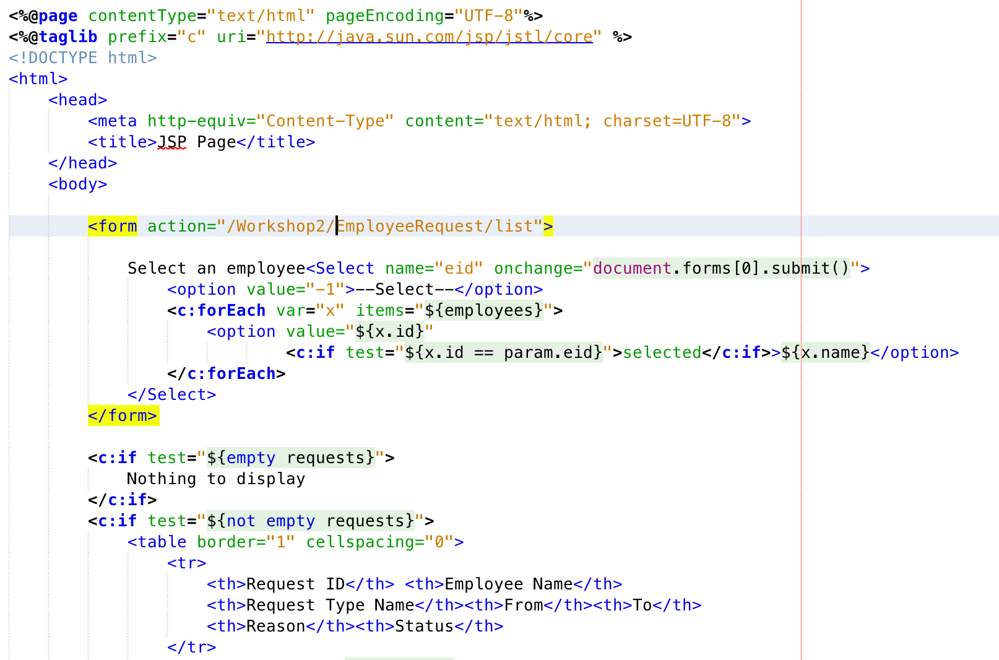 <%@page contentType="text/html" pageEncoding="UTF-8"%>
<%@taglib prefix="c" uri="http://java.sun.com/jsp/jstl/core" %>
<!DOCTYPE html>
<html>
    <head>
        <meta http-equiv="Content-Type" content="text/html; charset=UTF-8">
        <title>JSP Page</title>
    </head>
    <body>
        <form action="/Workshop2/EmployeeRequest/list">
            Select an employee<Select name="eid" onchange="document.forms[0].submit()">
                <option value="-1">--Select--</option>
                <c:forEach var="x" items="${employees}">
                    <option value="${x.id}"
                            <c:if test="${x.id == param.eid}">selected</c:if>>${x.name}</option>
                </c:forEach>
            </Select>
        </form>
        <c:if test="${empty requests}">
            Nothing to display
        </c:if>
        <c:if test="${not empty requests}">
            <table border="1" cellspacing="0">
                <tr>
                    <th>Request ID</th> <th>Employee Name</th>
                    <th>Request Type Name</th><th>From</th><th>To</th>
                    <th>Reason</th><th>Status</th>
                </tr>